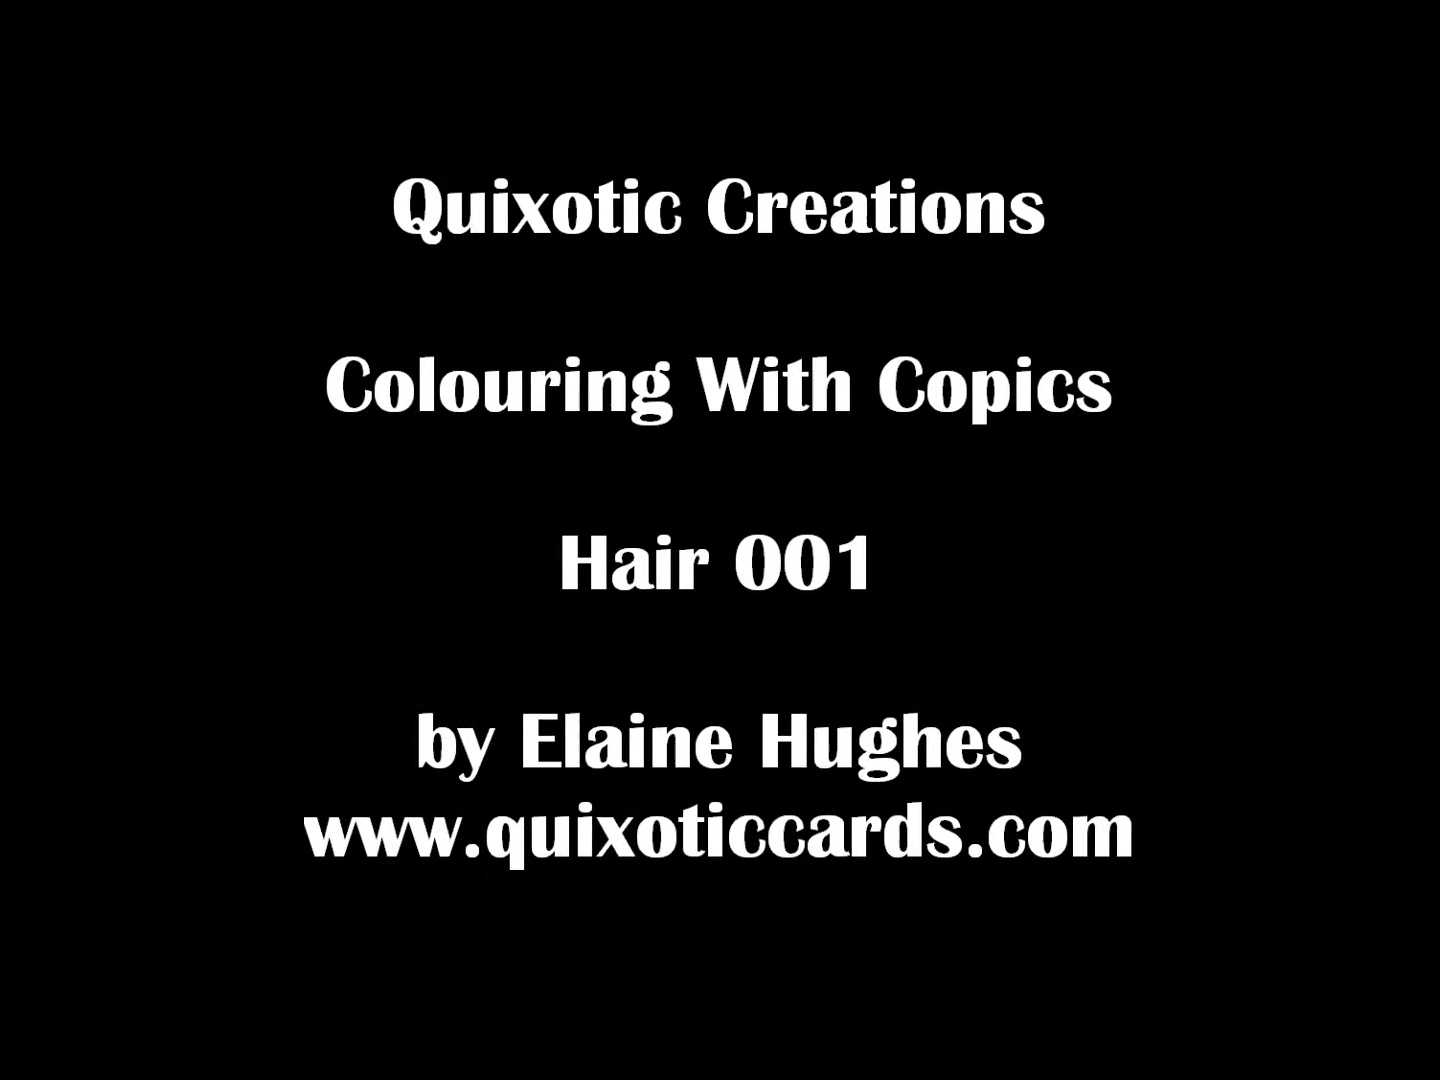 Quixotic Creations
Colouring With Copics
Hair 001
by Elaine Hughes
www.quixoticcards.com